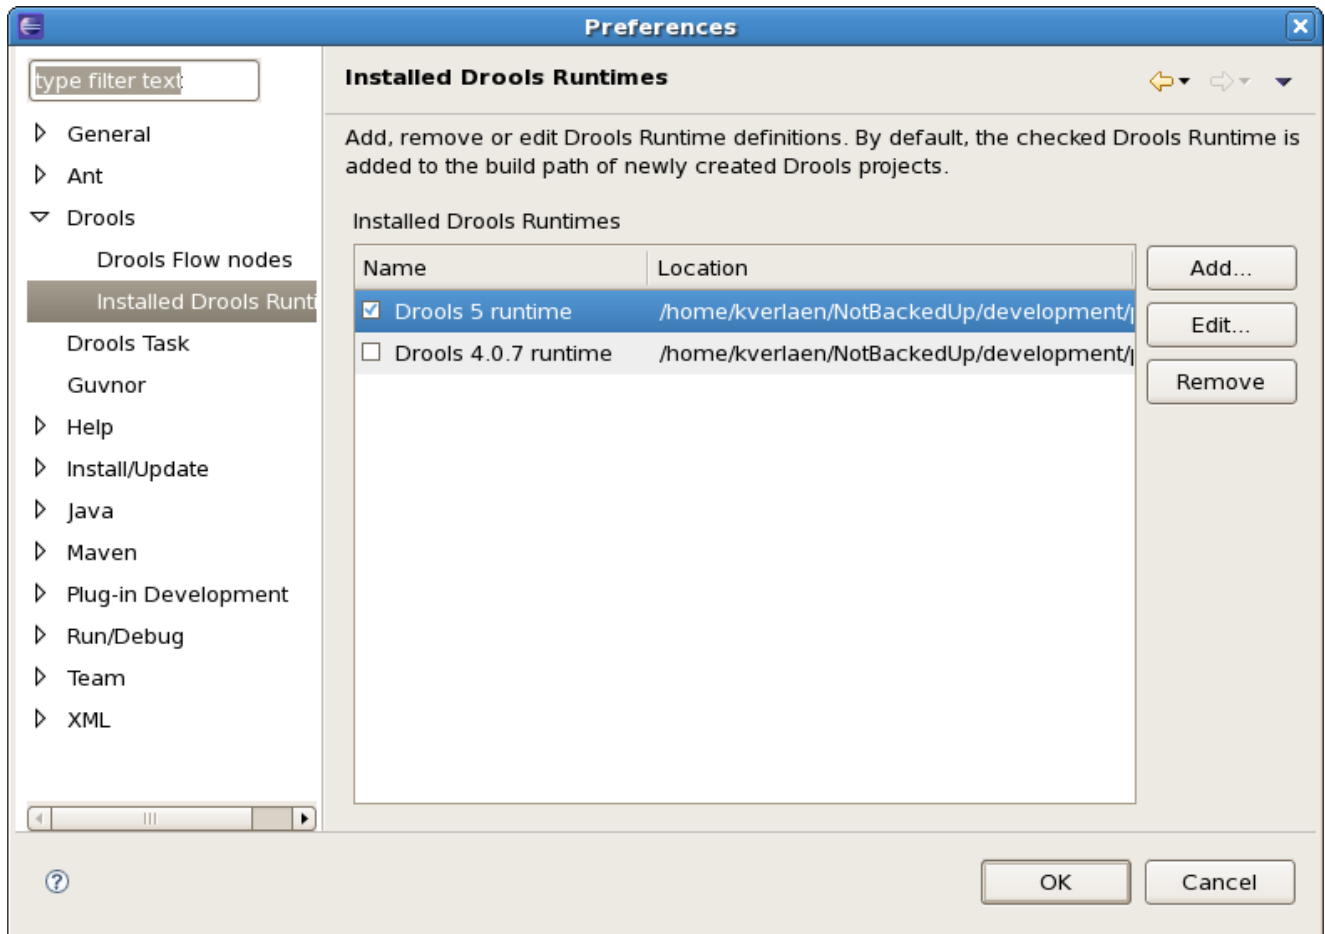 Preferences
type filter text
General
Ant
Drools
Drools Flow nodes
Installed Drools Runti
Drools Task
Guvnor
Help
Install/Update
Java
Maven
Plug-in Development
Run/Debug
Team
XML
Installed Drools Runtimes
Add, remove or edit Drools Runtime definitions. By default, the checked Drools Runtime is
added to the build path of newly created Drools projects.
Installed Drools Runtimes
Name Location
Drools 5 runtime /home/kverlaen/NotBackedUp/development/p
Drools 4.0.7 runtime /home/kverlaen/NotBackedUp/development/p
Add...
Edit...
Remove
OK Cancel